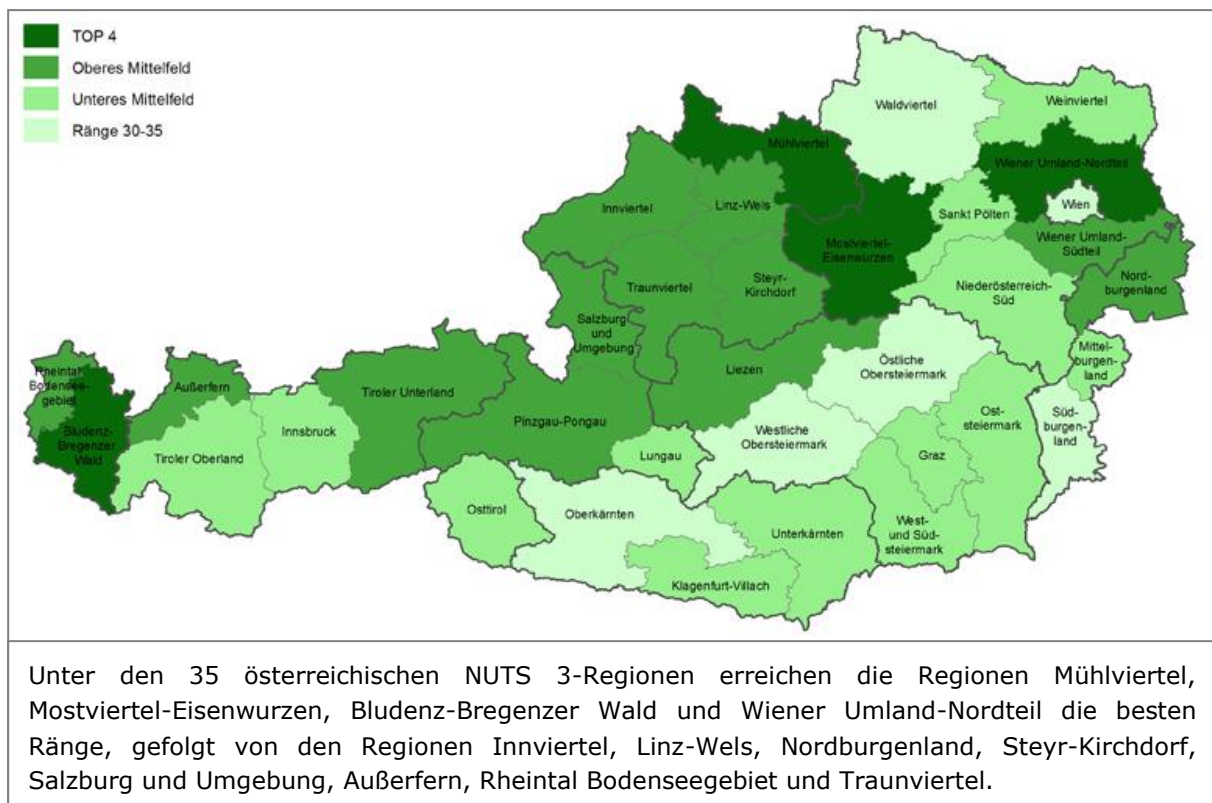 TOP 4
Oberes Mittelfeld
Unteres Mittelfeld
Ränge 30-35
Waldviertel
Weinviertel
Mühlviertel
Wiener Umland-Nordteil
Innviertel
Linz-Wels
Sankt Pölten
Wien
Mostviertel-
Eisenwurzen
Wiener Umland-
Südteil
Traunviertel
Steyr-
Kirchdorf
Niederösterreich-
Süd
Nord-
burgenland
Salzburg
und
Umgebung
Mittel-
burgen-
land
Rheintal
Bodensee-
gebiet
Außerfern
Tiroler Unterland
Liezen
Östliche
Obersteiermark
Bludenz-
Bregenzer
Wald
Pinzgau-Pongau
Ost-
steiermark
Süd-
burgen-
land
Tiroler Oberland
Innsbruck
Lungau
Westliche
Obersteiermark
Graz
Osttirol
Oberkärnten
Unterkärnten
West-
und Süd-
steiermark
Klagenfurt-Villach
Unter den 35 österreichischen NUTS 3-Regionen erreichen die Regionen Mühlviertel,
Mostviertel-Eisenwurzen, Bludenz-Bregenzer Wald und Wiener Umland-Nordteil die besten
Ränge, gefolgt von den Regionen Innviertel, Linz-Wels, Nordburgenland, Steyr-Kirchdorf,
Salzburg und Umgebung, Außerfern, Rheintal Bodenseegebiet und Traunviertel.